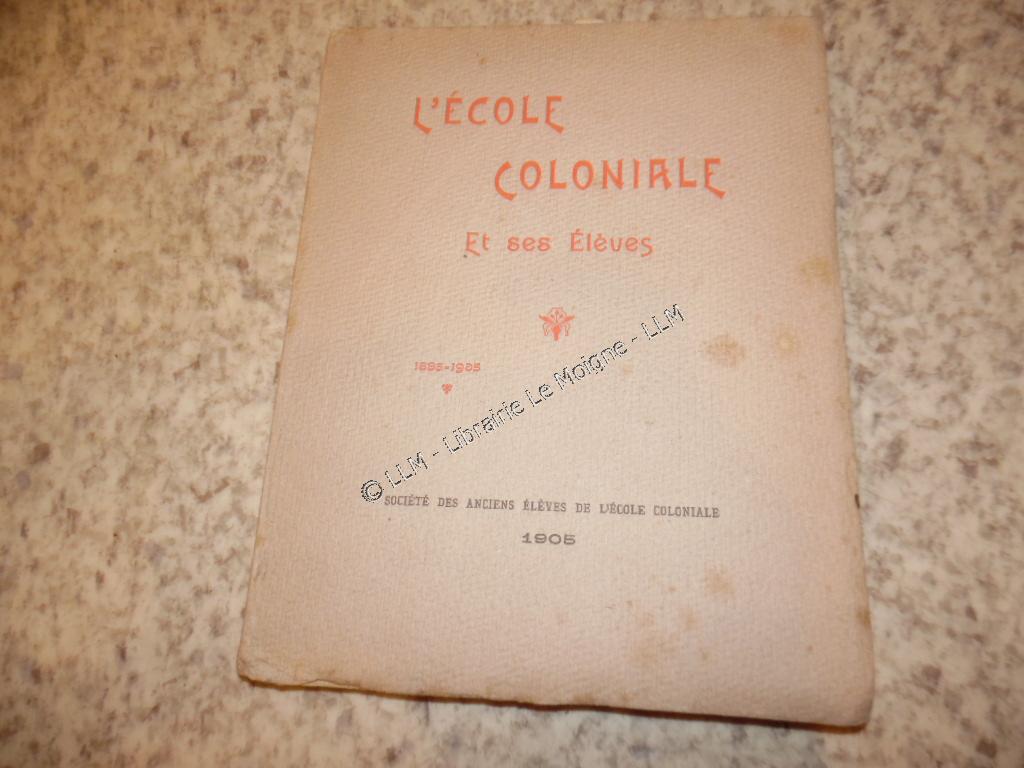 L'ÉCOLE
COLONIALE
Et ses Élèves
1895-1905
© LLM - Librairie Le Moigne - LLM
SOCIÉTÉ DES ANCIENS ÉLÈVES DE L'ÉCOLE COLONIALE
1905